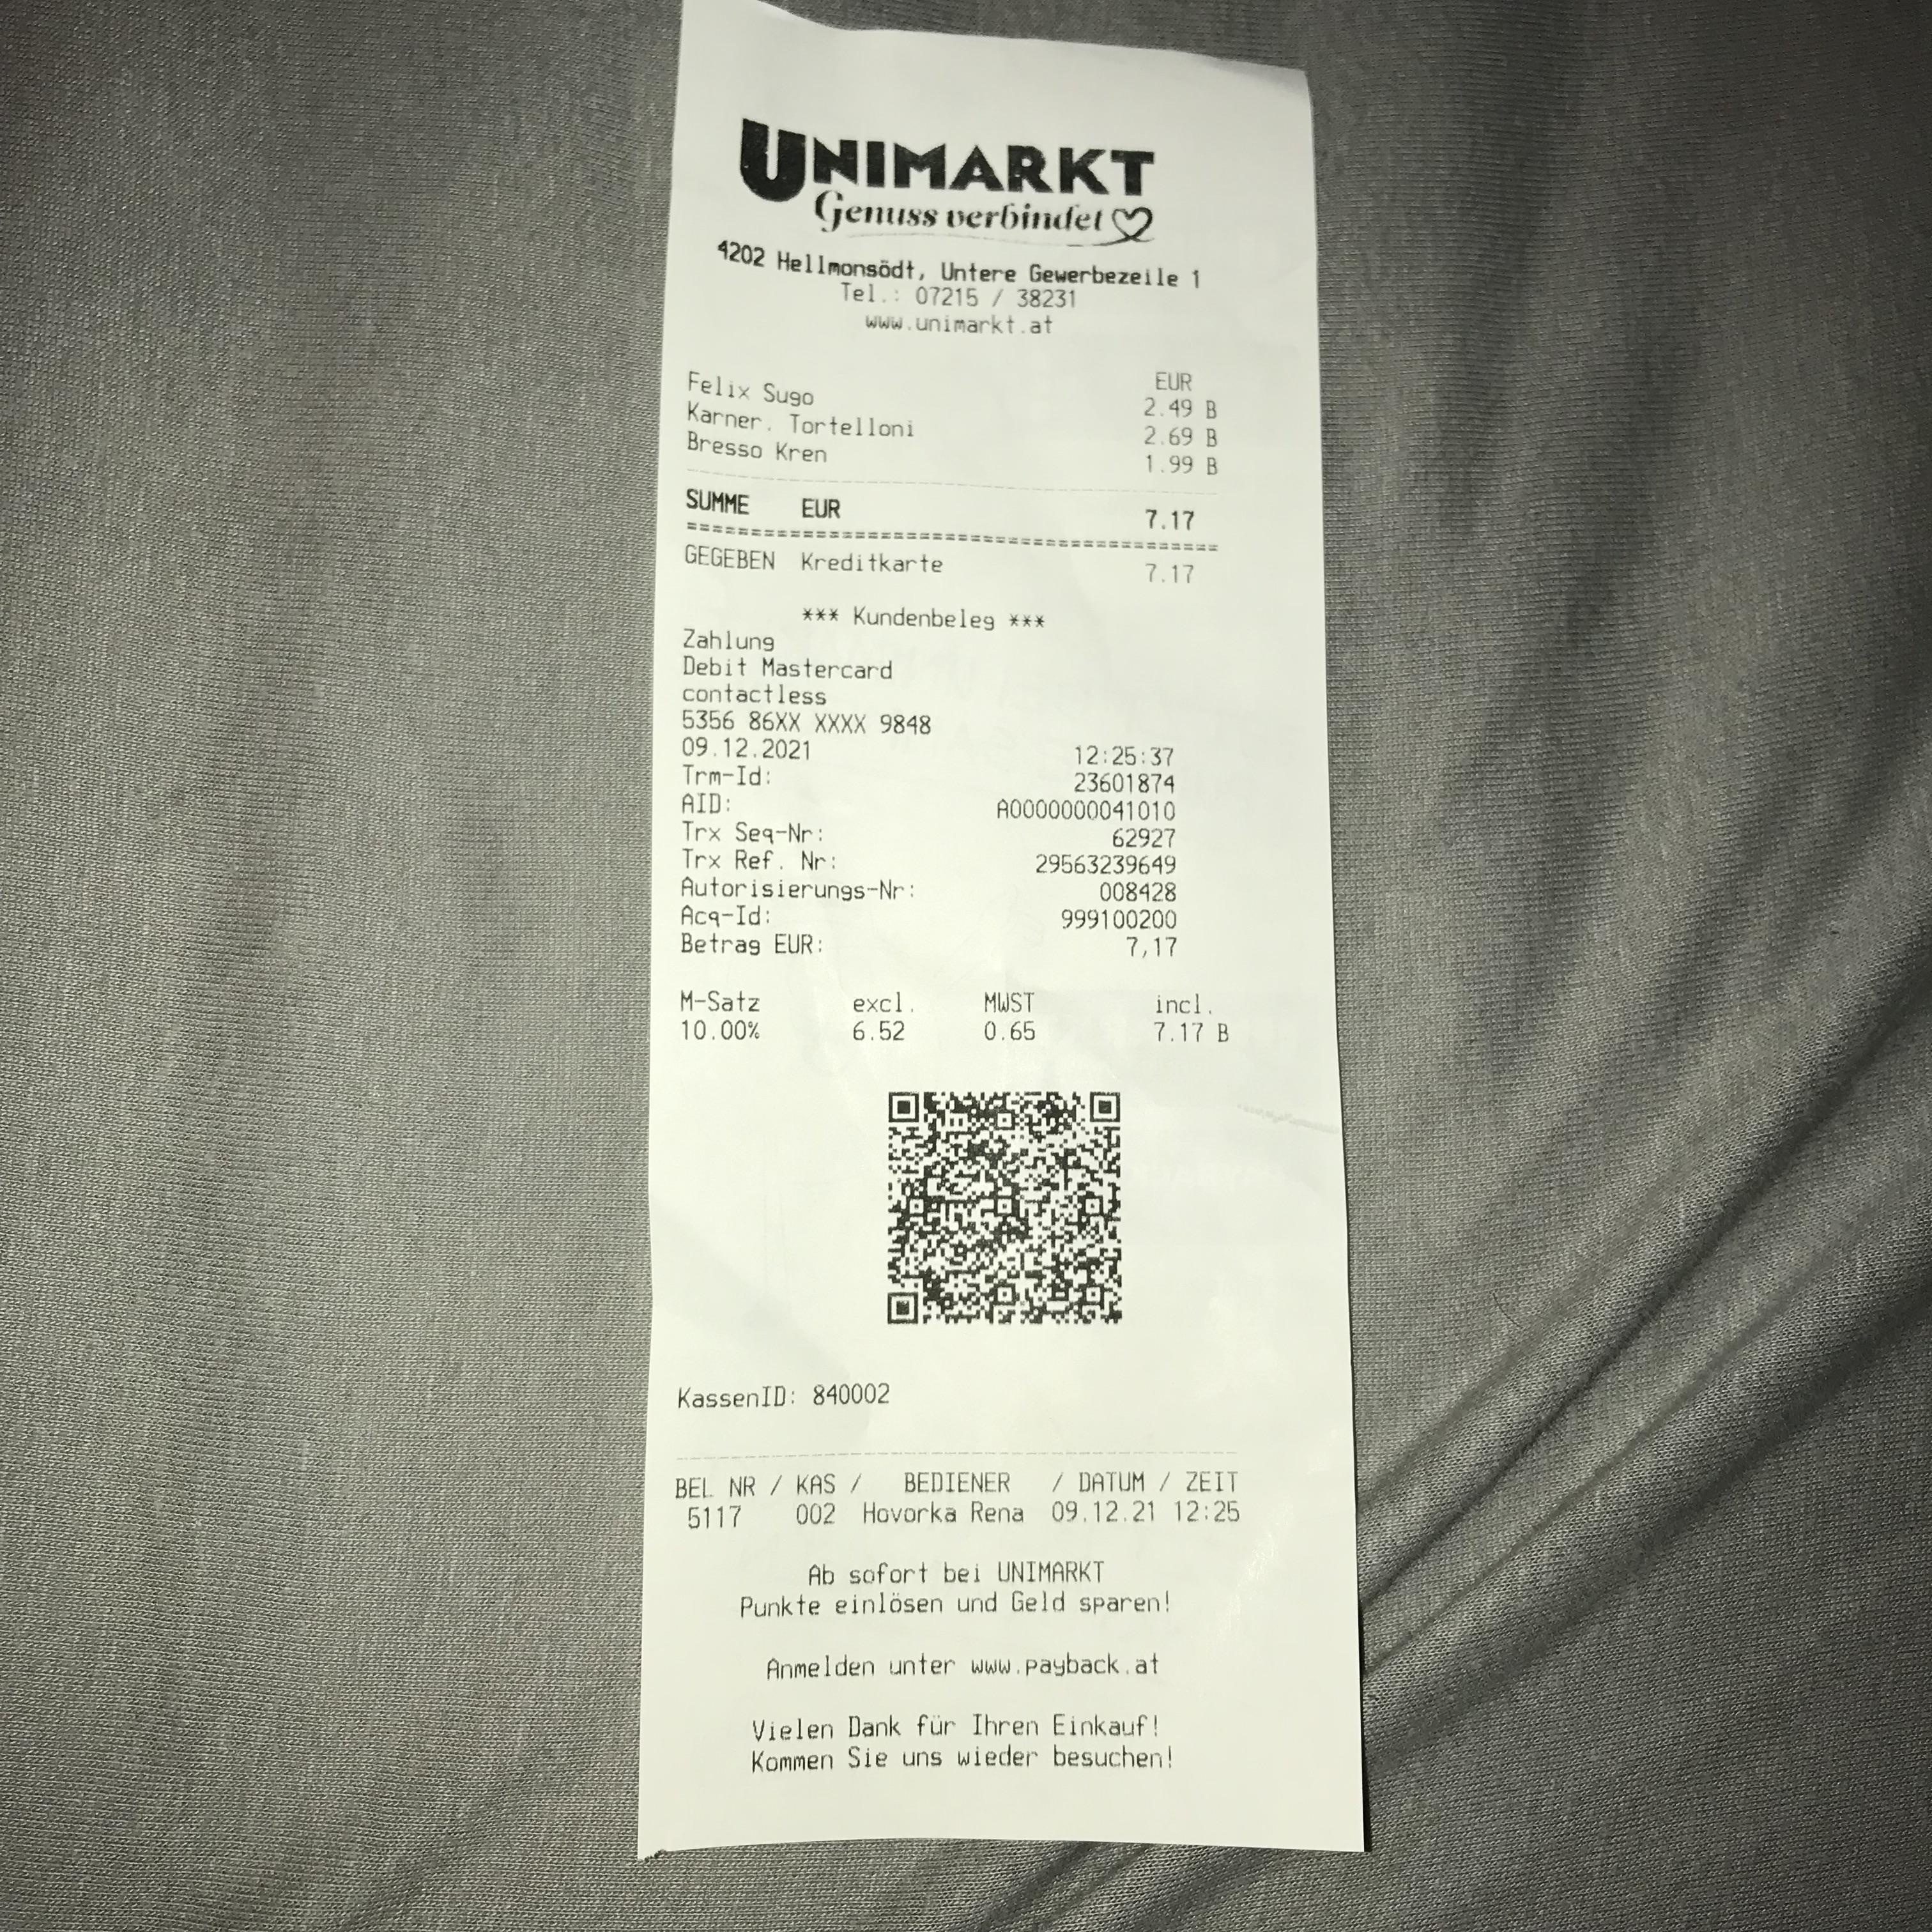 UNIMARKT
Genuss verbindet
4202 Hellmonsödt, Untere Gewerbezeile 1
Tel.: 07215 / 38231
www.unimarkt.at
EUR
Felix Sugo 2.49 B
Karner. Tortelloni 2.69 B
Bresso Kren 1.99 B
SUMME EUR 7.17
========================================
GEGEBEN Kreditkarte 7.17
*** Kundenbeleg ***
Zahlung
Debit Mastercard
contactless
5356 86XX XXXX 9848
09.12.2021 12:25:37
Trm-Id: 23601874
AID: A0000000041010
Trx Seq-Nr: 62927
Trx Ref. Nr: 29563239649
Autorisierungs-Nr: 008428
Acq-Id: 999100200
Betrag EUR: 7,17
M-Satz excl. MWST incl.
10.00% 6.52 0.65 7.17 B
KassenID: 840002
BEL NR / KAS / BEDIENER / DATUM / ZEIT
5117 002 Hovorka Rena 09.12.21 12:25
Ab sofort bei UNIMARKT
Punkte einlösen und Geld sparen!
Anmelden unter www.payback.at
Vielen Dank für Ihren Einkauf!
Kommen Sie uns wieder besuchen!